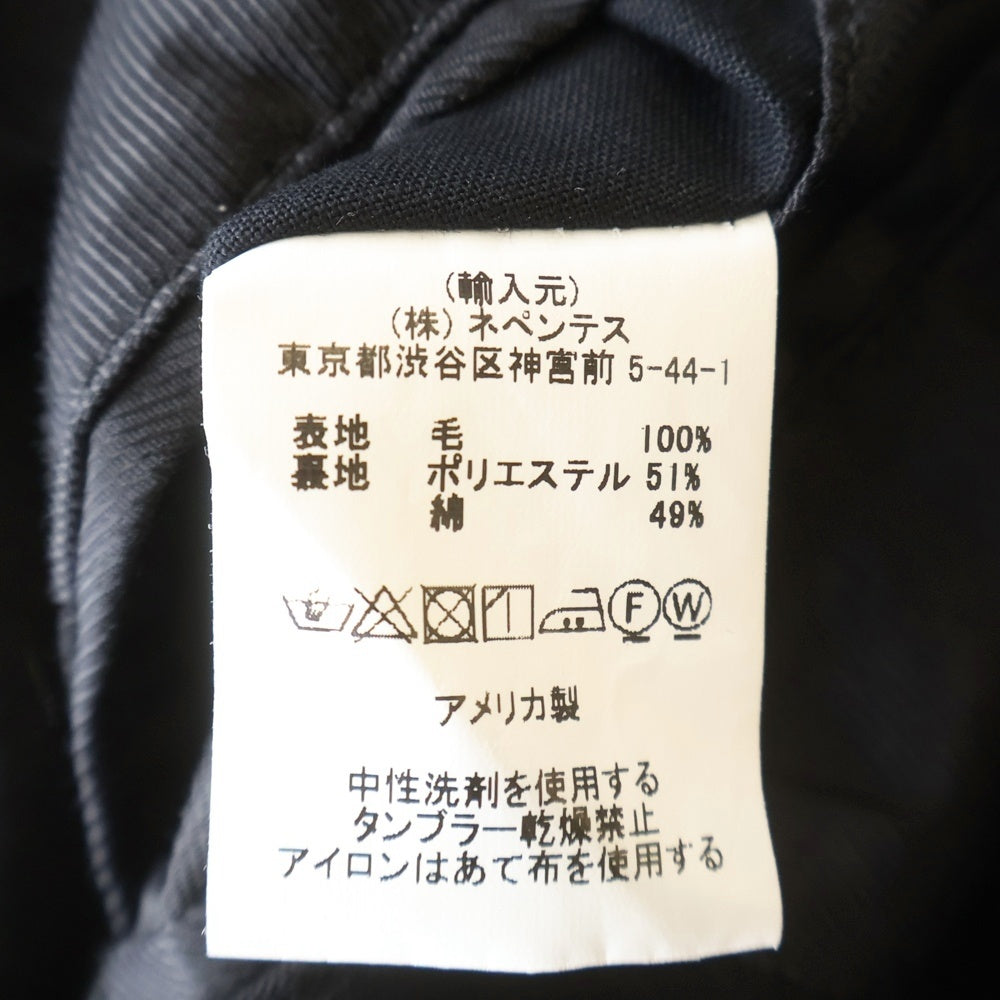 (輸入元)
(株)ネペンテス
東京都渋谷区神宮前 5-44-1
表地 毛 100%
裏地 ポリエステル 51%
綿 49%
F W
アメリカ製
中性洗剤を使用する
タンブラー乾燥禁止
アイロンはあて布を使用する